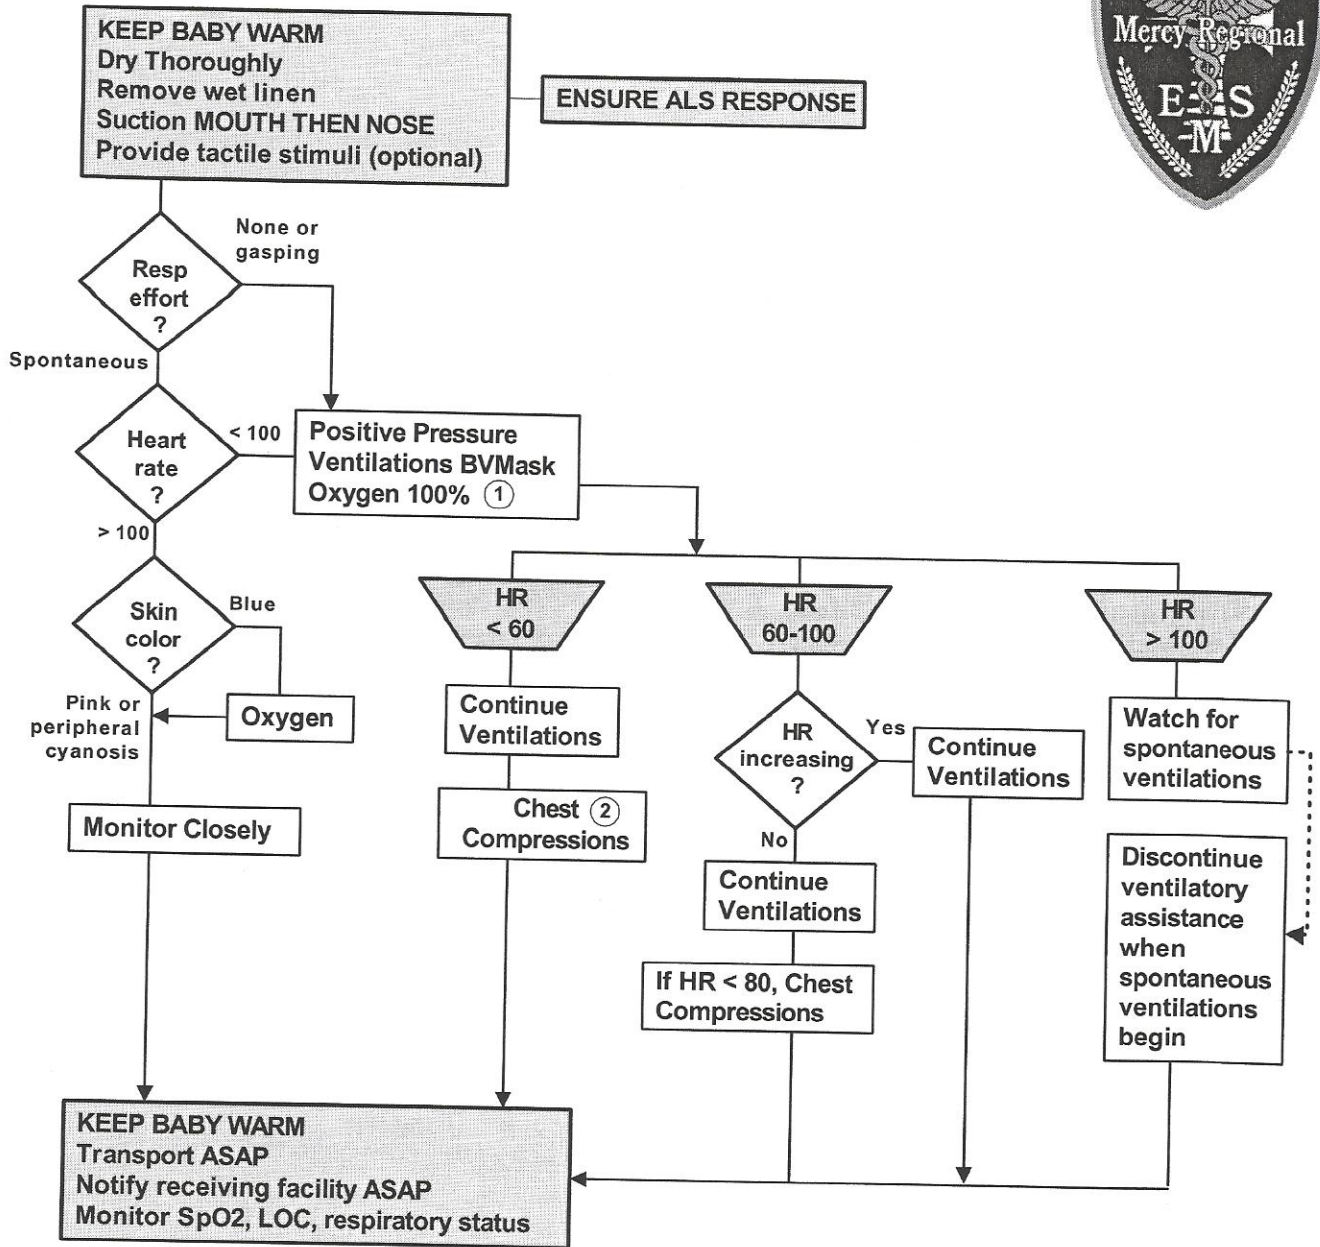 KEEP BABY WARM
Dry Thoroughly
Remove wet linen
Suction MOUTH THEN NOSE
Provide tactile stimuli (optional)
ENSURE ALS RESPONSE
Mercy Regional
E S
M
None or
gasping
Resp
effort
?
Spontaneous
Heart
rate
?
< 100
Positive Pressure
Ventilations BVMask
Oxygen 100% 1
> 100
Skin
color
?
Blue
Oxygen
Pink or
peripheral
cyanosis
Monitor Closely
HR
< 60
Continue
Ventilations
Chest 2
Compressions
HR
60-100
HR
increasing
?
Yes
Continue
Ventilations
No
Continue
Ventilations
If HR < 80, Chest
Compressions
HR
> 100
Watch for
spontaneous
ventilations
Discontinue
ventilatory
assistance
when
spontaneous
ventilations
begin
KEEP BABY WARM
Transport ASAP
Notify receiving facility ASAP
Monitor SpO2, LOC, respiratory status